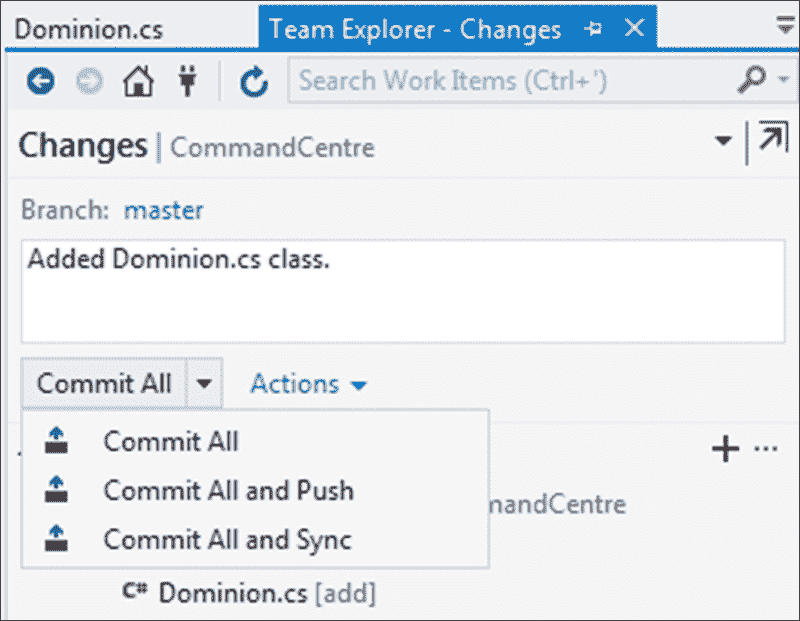 Dominion.cs Team Explorer - Changes
Search Work Items (Ctrl+')
Changes | CommandCentre
Branch: master
Added Dominion.cs class.
Commit All Actions
Commit All
Commit All and Push
mandCentre
Commit All and Sync
C# Dominion.cs [add]